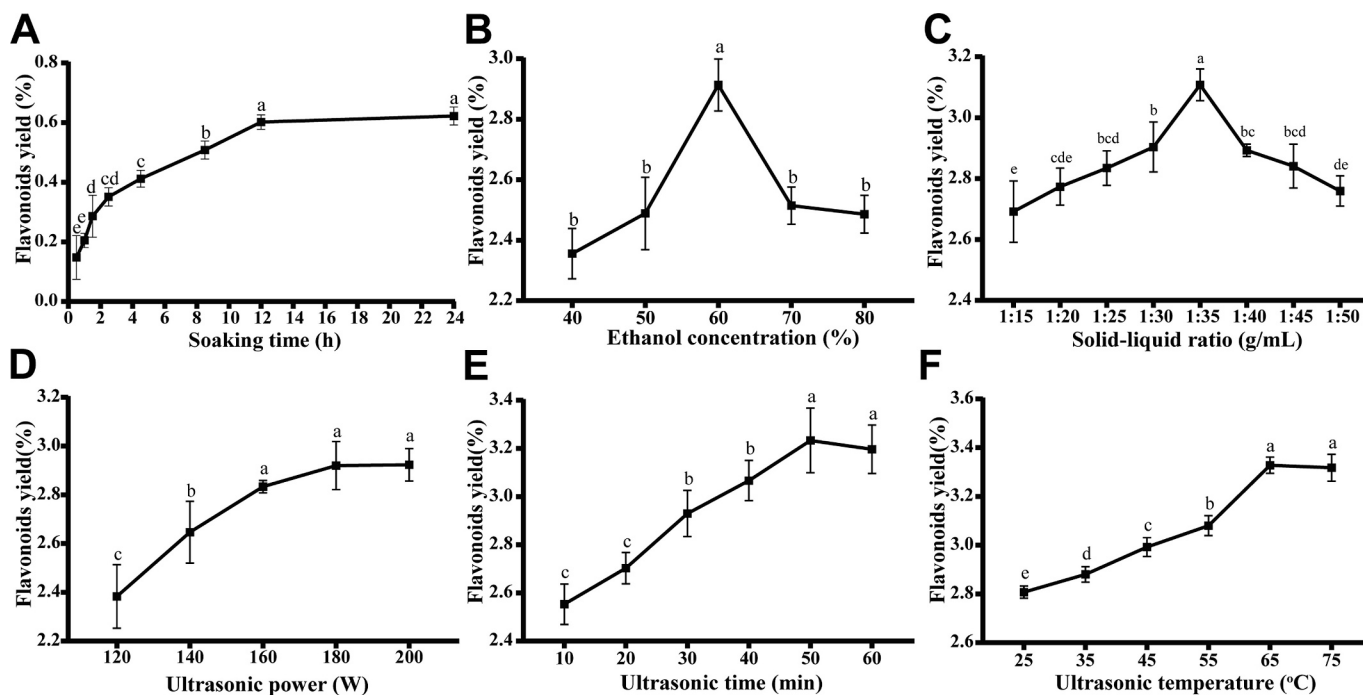 A
Flavonoids yield (%)
0.8
0.6
0.4
0.2
0.0
e
e
d
cd
c
b
a
a
0 2 4 6 8 10 12 14 16 18 20 22 24
Soaking time (h)
B
Flavonoids yield (%)
3.0
2.8
2.6
2.4
2.2
b
b
a
b
b
40 50 60 70 80
Ethanol concentration (%)
C
Flavonoids yield (%)
3.2
3.0
2.8
2.6
2.4
e
cde
bcd
b
a
bc
bcd
de
1:15 1:20 1:25 1:30 1:35 1:40 1:45 1:50
Solid-liquid ratio (g/mL)
D
Flavonoids yield(%)
3.2
3.0
2.8
2.6
2.4
2.2
c
b
a
a
a
120 140 160 180 200
Ultrasonic power (W)
E
Flavonoids yield(%)
3.4
3.2
3.0
2.8
2.6
2.4
c
c
b
b
a
a
10 20 30 40 50 60
Ultrasonic time (min)
F
Flavonoids yield(%)
3.6
3.4
3.2
3.0
2.8
2.6
e
d
c
b
a
a
25 35 45 55 65 75
Ultrasonic temperature (°C)